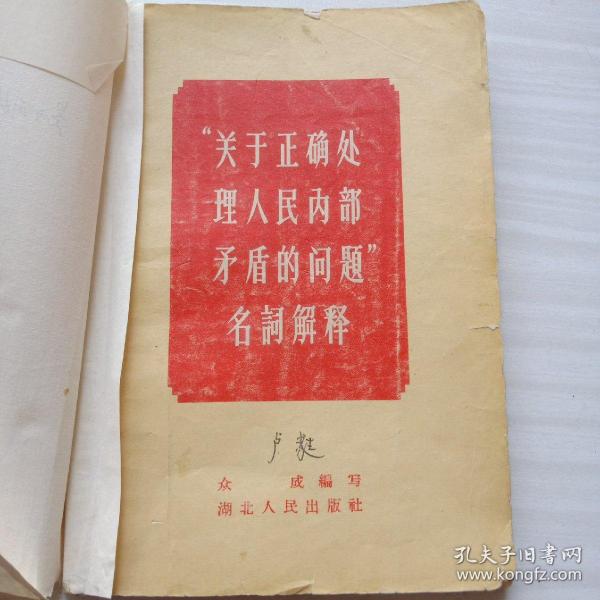 “关于正确处
理人民内部
矛盾的问题”
名詞解释
众 成編写
湖北人民出版社
孔夫子旧书网
www.kongfz.com